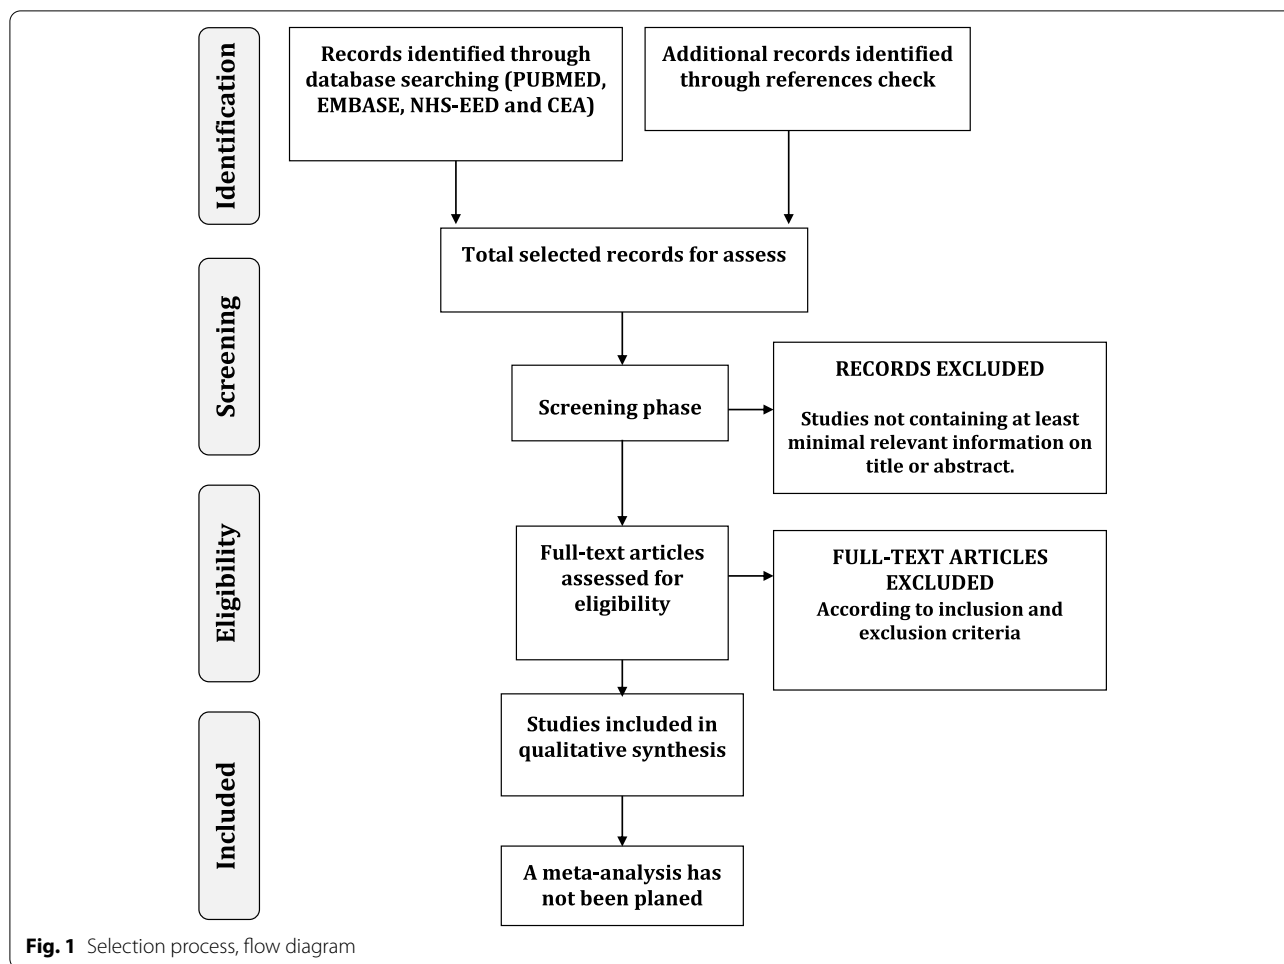 Identification
Records identified through
database searching (PUBMED,
EMBASE, NHS-EED and CEA)
Additional records identified
through references check
Total selected records for assess
Screening
Screening phase
RECORDS EXCLUDED
Studies not containing at least
minimal relevant information on
title or abstract.
Eligibility
Full-text articles
assessed for
eligibility
FULL-TEXT ARTICLES
EXCLUDED
According to inclusion and
exclusion criteria
Included
Studies included in
qualitative synthesis
A meta-analysis has
not been planed
Fig. 1 Selection process, flow diagram